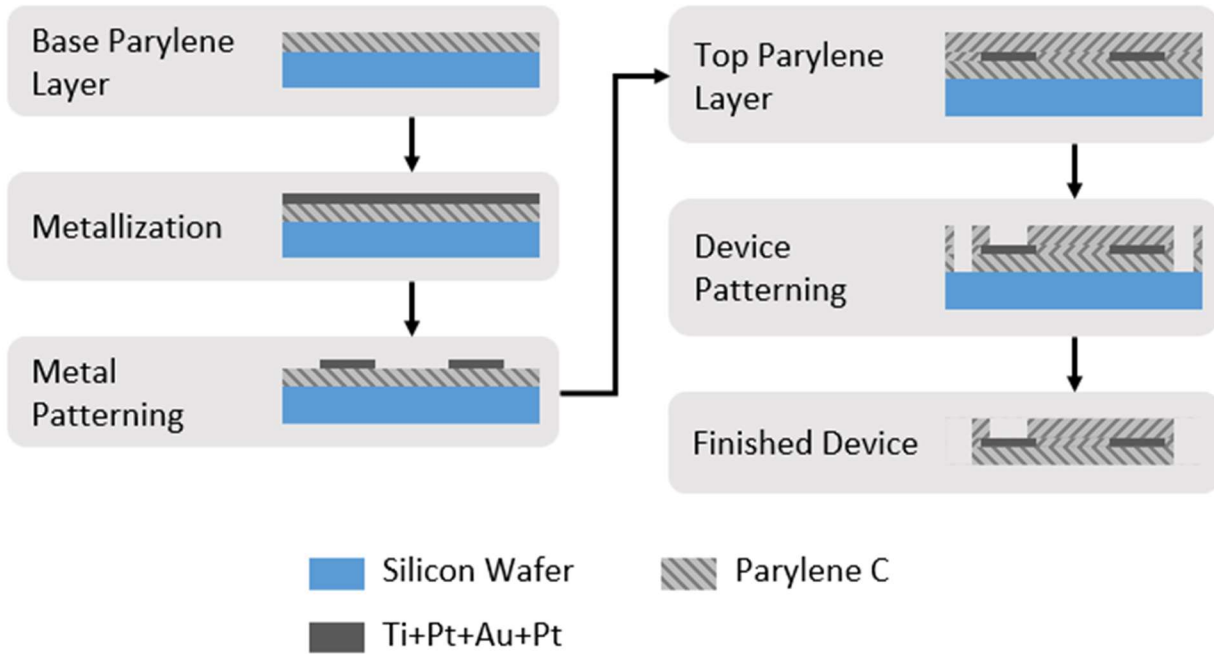 Base Parylene
Layer
Metallization
Metal
Patterning
Top Parylene
Layer
Device
Patterning
Finished Device
Silicon Wafer
Parylene C
Ti+Pt+Au+Pt